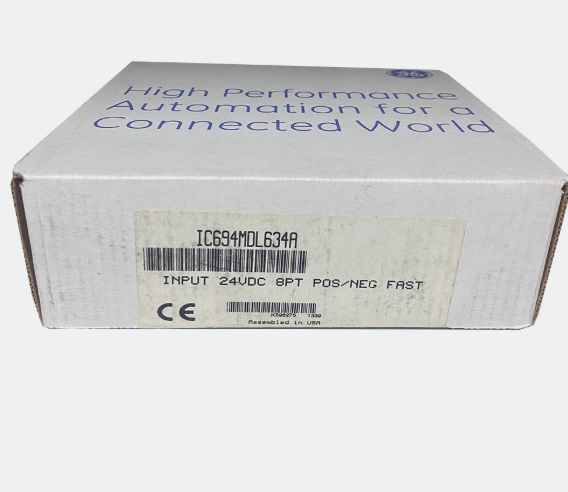 High Performance
Automation for a
Connected World
IC694MDL634A
INPUT 24VDC 8PT POS/NEG FAST
CE
Assembled in USA